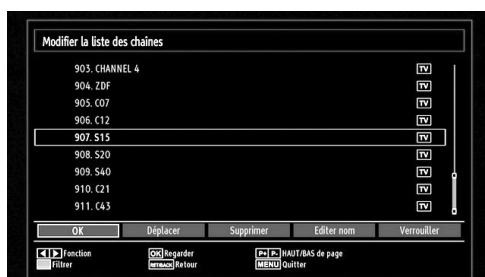 Modifier la liste des chaînes
903. CHANNEL 4 TV
904. ZDF TV
905. C07 TV
906. C12 TV
907. S15 TV
908. S20 TV
909. S40 TV
910. C21 TV
911. C43 TV
OK Déplacer Supprimer Editer nom Verrouiller
Fonction OK Regarder P+ P- HAUT/BAS de page
Filtrer RET/BACK Retour MENU Quitter